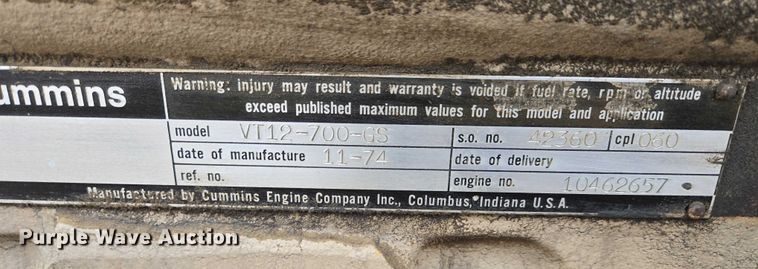 ummins
Warning: injury may result and warranty is voided if fuel rate, rpm or altitude
exceed published maximum values for this model and application
model VT12-700-GS s.o. no. 42360 cpl 060
date of manufacture 11-74 date of delivery
ref. no. engine no. 10462657
Manufactured by Cummins Engine Company Inc., Columbus, Indiana U.S.A.
Purple Wave Auction